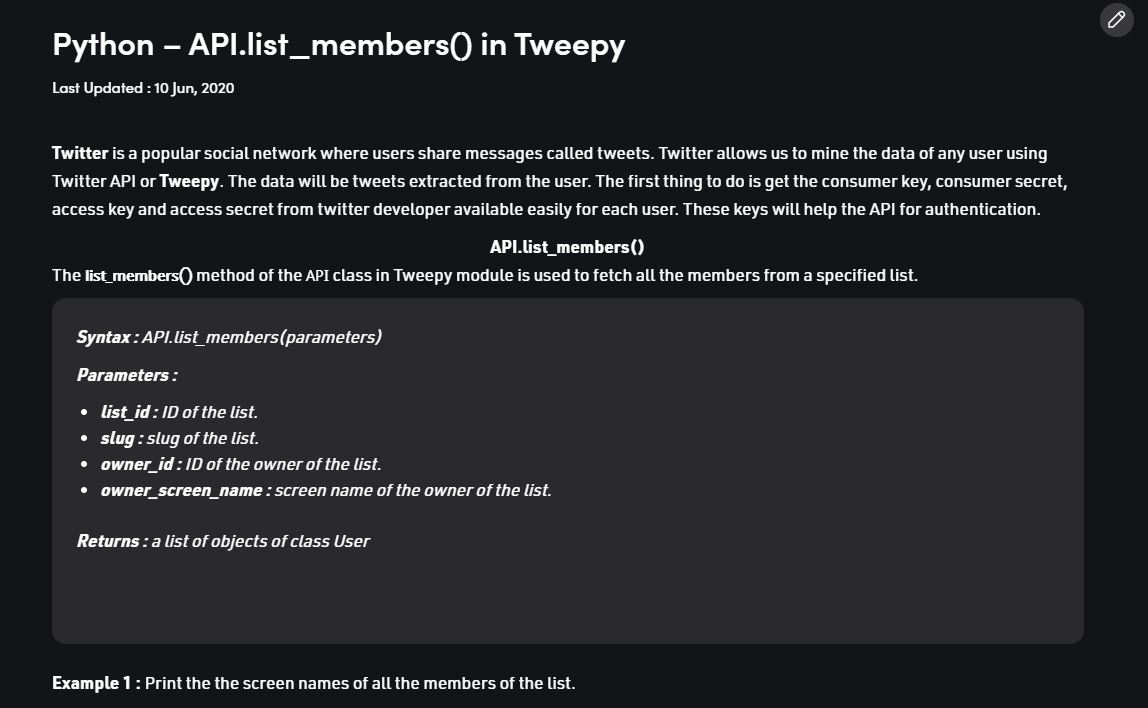 Python – API.list_members() in Tweepy
Last Updated : 10 Jun, 2020
Twitter is a popular social network where users share messages called tweets. Twitter allows us to mine the data of any user using
Twitter API or Tweepy. The data will be tweets extracted from the user. The first thing to do is get the consumer key, consumer secret,
access key and access secret from twitter developer available easily for each user. These keys will help the API for authentication.
API.list_members()
The list_members() method of the API class in Tweepy module is used to fetch all the members from a specified list.
Syntax : API.list_members(parameters)
Parameters :
• list_id : ID of the list.
• slug : slug of the list.
• owner_id : ID of the owner of the list.
• owner_screen_name : screen name of the owner of the list.
Returns : a list of objects of class User
Example 1 : Print the the screen names of all the members of the list.